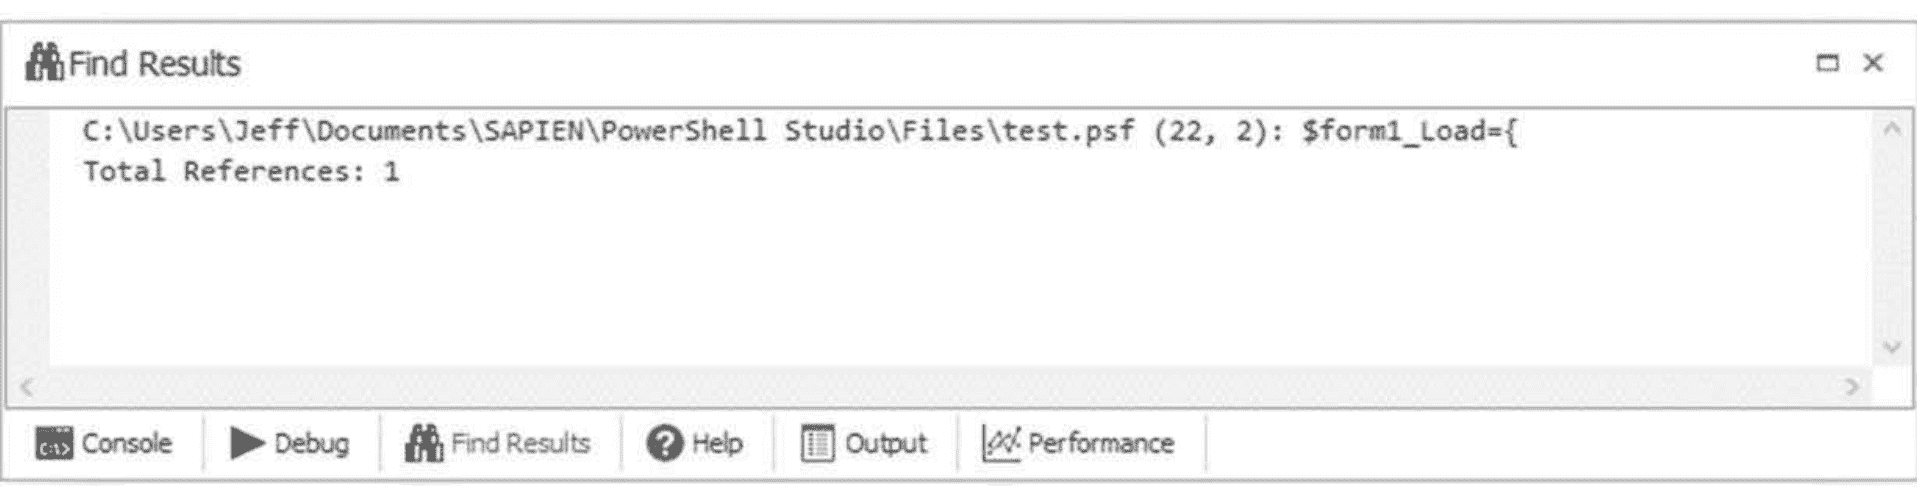 Find Results
C:\Users\Jeff\Documents\SAPIEN\PowerShell Studio\Files\test.psf (22, 2): $form1_Load={
Total References: 1
C:\> Console Debug Find Results ? Help Output Performance